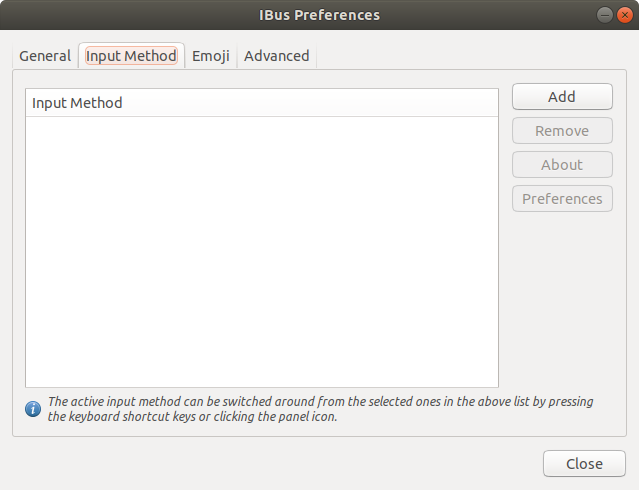 IBus Preferences
General Input Method Emoji Advanced
Input Method
Add
Remove
About
Preferences
The active input method can be switched around from the selected ones in the above list by pressing
the keyboard shortcut keys or clicking the panel icon.
Close